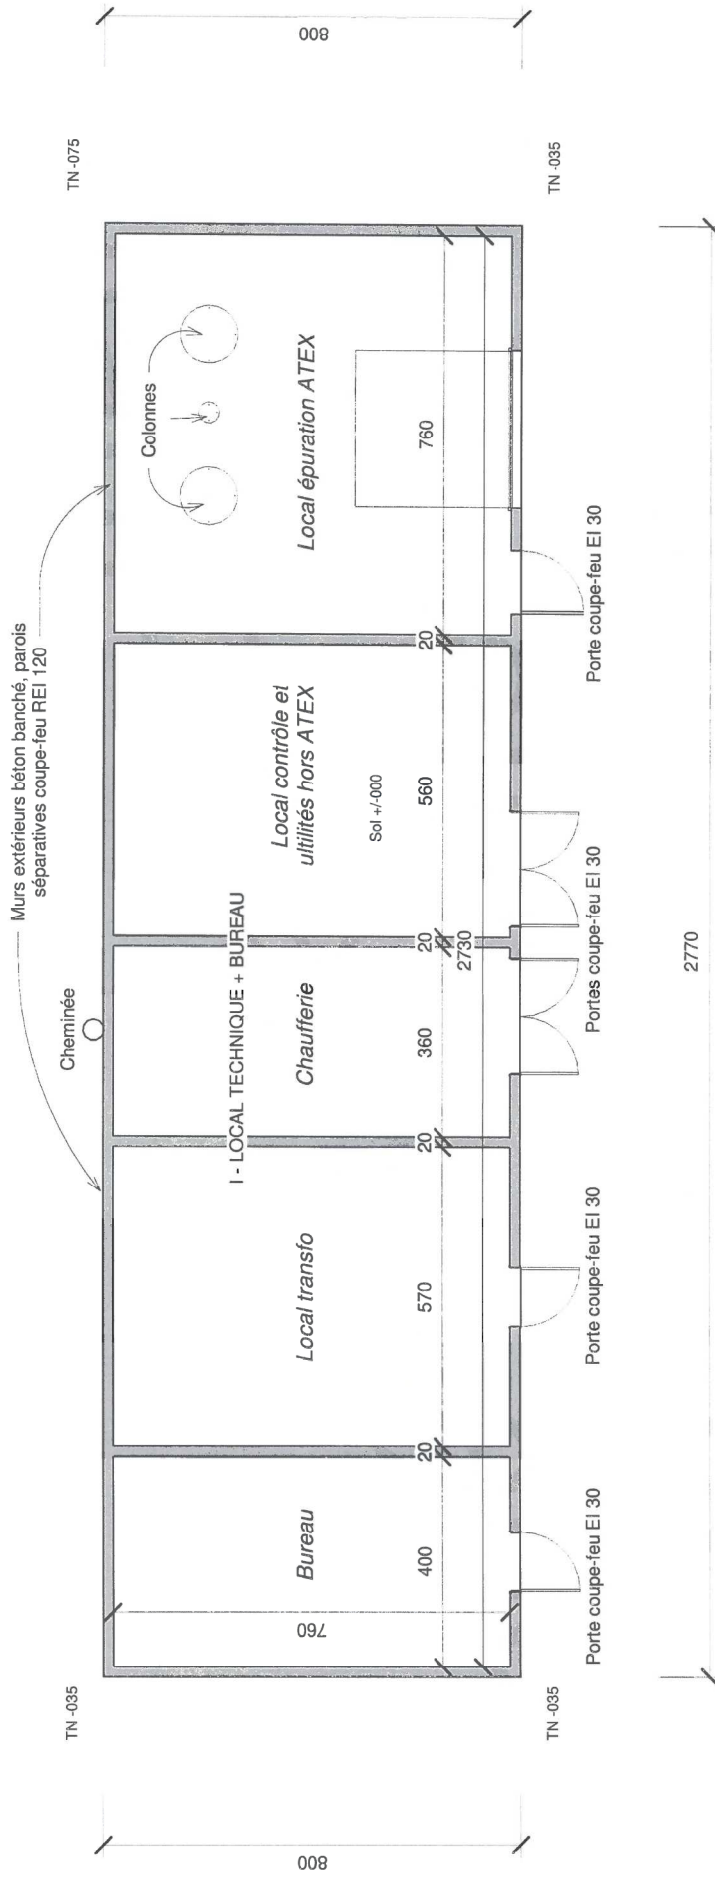 Murs extérieurs béton banché, parois
séparatives coupe-feu REI 120
TN -035
Cheminée
TN -075
Colonnes
800
760
I - LOCAL TECHNIQUE + BUREAU
800
Bureau
Local transfo
Chaufferie
Local contrôle et
ultilités hors ATEX
Local épuration ATEX
Sol +/-000
400
20
570
20
360
20
560
20
760
2730
TN -035
Porte coupe-feu EI 30
Porte coupe-feu EI 30
Portes coupe-feu EI 30
Porte coupe-feu EI 30
TN -035
2770